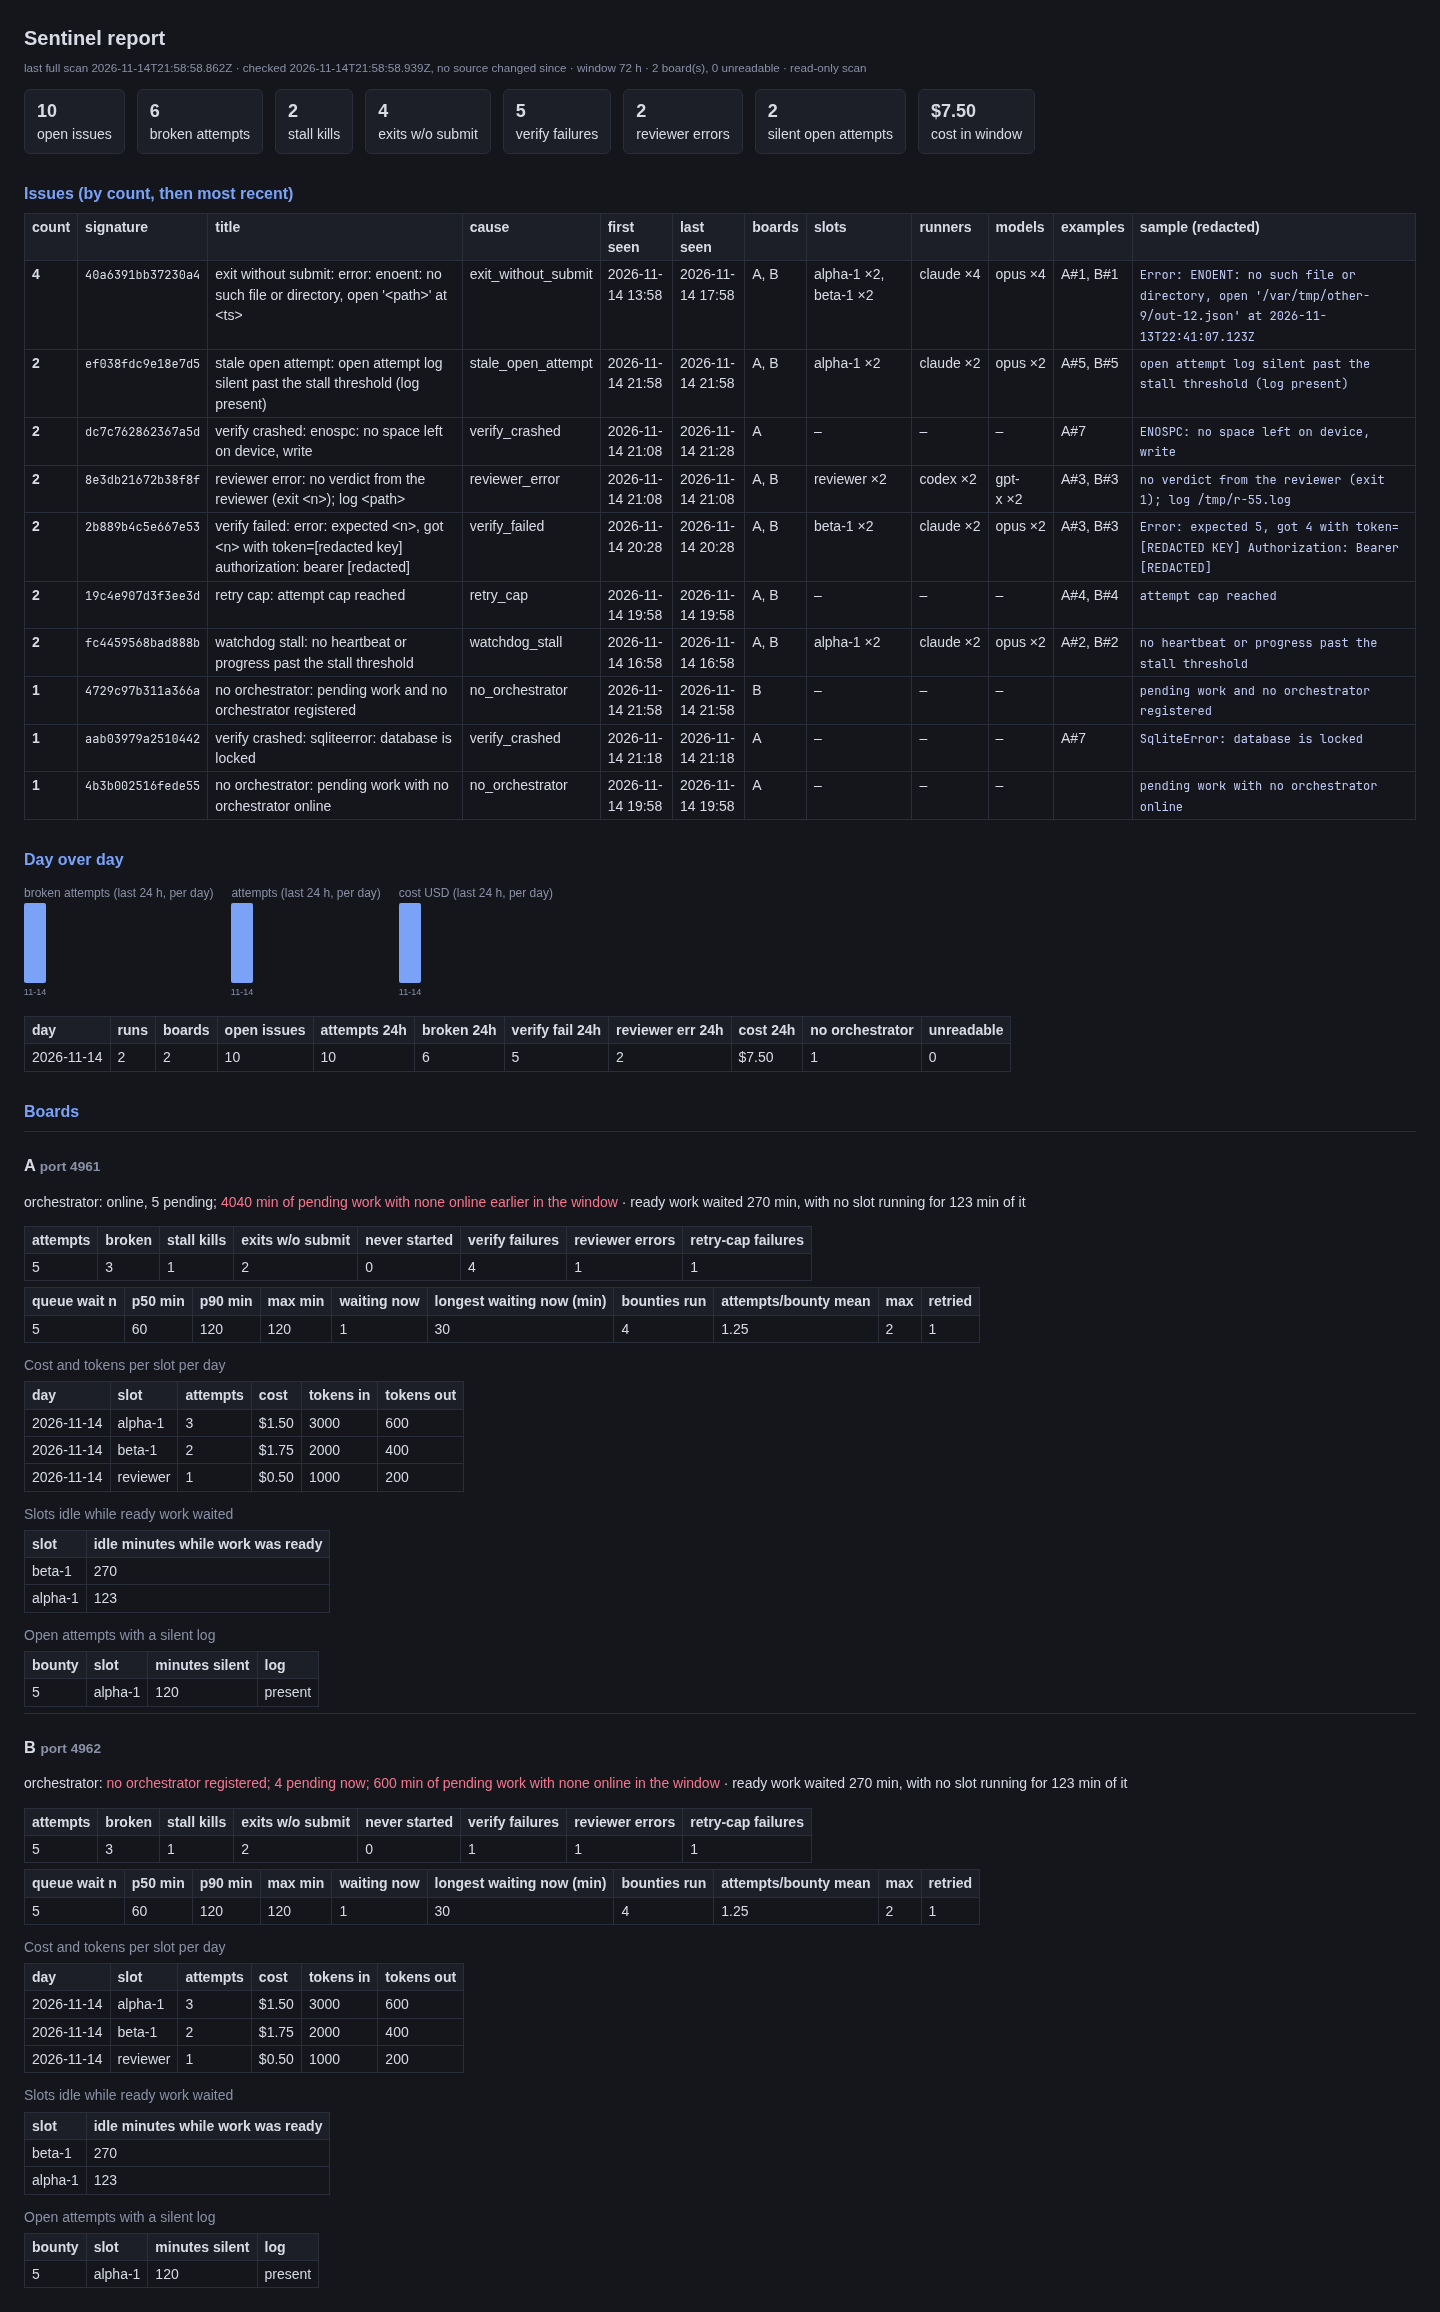 Sentinel report
last full scan 2026-11-14T21:58:58.862Z · checked 2026-11-14T21:58:58.939Z, no source changed since · window 72 h · 2 board(s), 0 unreadable · read-only scan
10 6 2 4 5 2 2 $7.50
open issues broken attempts stall kills exits w/o submit verify failures reviewer errors silent open attempts cost in window
Issues (by count, then most recent)
count signature title cause first seen last seen boards slots runners models examples sample (redacted)
4 40a6391bb37230a4 exit without submit: error: enoent: no such file or directory, open '<path>' at <ts> exit_without_submit 2026-11-14 13:58 2026-11-14 17:58 A, B alpha-1 ×2, beta-1 ×2 claude ×4 opus ×4 A#1, B#1 Error: ENOENT: no such file or directory, open '/var/tmp/other-9/out-12.json' at 2026-11-13T22:41:07.123Z
2 ef038fdc9e18e7d5 stale open attempt: open attempt log silent past the stall threshold (log present) stale_open_attempt 2026-11-14 21:58 2026-11-14 21:58 A, B alpha-1 ×2 claude ×2 opus ×2 A#5, B#5 open attempt log silent past the stall threshold (log present)
2 dc7c762862367a5d verify crashed: enospc: no space left on device, write verify_crashed 2026-11-14 21:08 2026-11-14 21:28 A – – – A#7 ENOSPC: no space left on device, write
2 8e3db21672b38f8f reviewer error: no verdict from the reviewer (exit <n>); log <path> reviewer_error 2026-11-14 21:08 2026-11-14 21:08 A, B reviewer ×2 codex ×2 gpt-x ×2 A#3, B#3 no verdict from the reviewer (exit 1); log /tmp/r-55.log
2 2b889b4c5e667e53 verify failed: error: expected <n>, got <n> with token=[redacted key] authorization: bearer [redacted] verify_failed 2026-11-14 20:28 2026-11-14 20:28 A, B beta-1 ×2 claude ×2 opus ×2 A#3, B#3 Error: expected 5, got 4 with token=[REDACTED KEY] Authorization: Bearer [REDACTED]
2 19c4e907d3f3ee3d retry cap: attempt cap reached retry_cap 2026-11-14 19:58 2026-11-14 19:58 A, B – – – A#4, B#4 attempt cap reached
2 fc4459568bad888b watchdog stall: no heartbeat or progress past the stall threshold watchdog_stall 2026-11-14 16:58 2026-11-14 16:58 A, B alpha-1 ×2 claude ×2 opus ×2 A#2, B#2 no heartbeat or progress past the stall threshold
1 4729c97b311a366a no orchestrator: pending work and no orchestrator registered no_orchestrator 2026-11-14 21:58 2026-11-14 21:58 B – – – pending work and no orchestrator registered
1 aab03979a2510442 verify crashed: sqliteerror: database is locked verify_crashed 2026-11-14 21:18 2026-11-14 21:18 A – – – A#7 SqliteError: database is locked
1 4b3b002516fede55 no orchestrator: pending work with no orchestrator online no_orchestrator 2026-11-14 19:58 2026-11-14 19:58 A – – – pending work with no orchestrator online
Day over day
broken attempts (last 24 h, per day) attempts (last 24 h, per day) cost USD (last 24 h, per day)
11-14 11-14 11-14
day runs boards open issues attempts 24h broken 24h verify fail 24h reviewer err 24h cost 24h no orchestrator unreadable
2026-11-14 2 2 10 10 6 5 2 $7.50 1 0
Boards
A port 4961
orchestrator: online, 5 pending; 4040 min of pending work with none online earlier in the window · ready work waited 270 min, with no slot running for 123 min of it
attempts broken stall kills exits w/o submit never started verify failures reviewer errors retry-cap failures
5 3 1 2 0 4 1 1
queue wait n p50 min p90 min max min waiting now longest waiting now (min) bounties run attempts/bounty mean max retried
5 60 120 120 1 30 4 1.25 2 1
Cost and tokens per slot per day
day slot attempts cost tokens in tokens out
2026-11-14 alpha-1 3 $1.50 3000 600
2026-11-14 beta-1 2 $1.75 2000 400
2026-11-14 reviewer 1 $0.50 1000 200
Slots idle while ready work waited
slot idle minutes while work was ready
beta-1 270
alpha-1 123
Open attempts with a silent log
bounty slot minutes silent log
5 alpha-1 120 present
B port 4962
orchestrator: no orchestrator registered; 4 pending now; 600 min of pending work with none online in the window · ready work waited 270 min, with no slot running for 123 min of it
attempts broken stall kills exits w/o submit never started verify failures reviewer errors retry-cap failures
5 3 1 2 0 1 1 1
queue wait n p50 min p90 min max min waiting now longest waiting now (min) bounties run attempts/bounty mean max retried
5 60 120 120 1 30 4 1.25 2 1
Cost and tokens per slot per day
day slot attempts cost tokens in tokens out
2026-11-14 alpha-1 3 $1.50 3000 600
2026-11-14 beta-1 2 $1.75 2000 400
2026-11-14 reviewer 1 $0.50 1000 200
Slots idle while ready work waited
slot idle minutes while work was ready
beta-1 270
alpha-1 123
Open attempts with a silent log
bounty slot minutes silent log
5 alpha-1 120 present